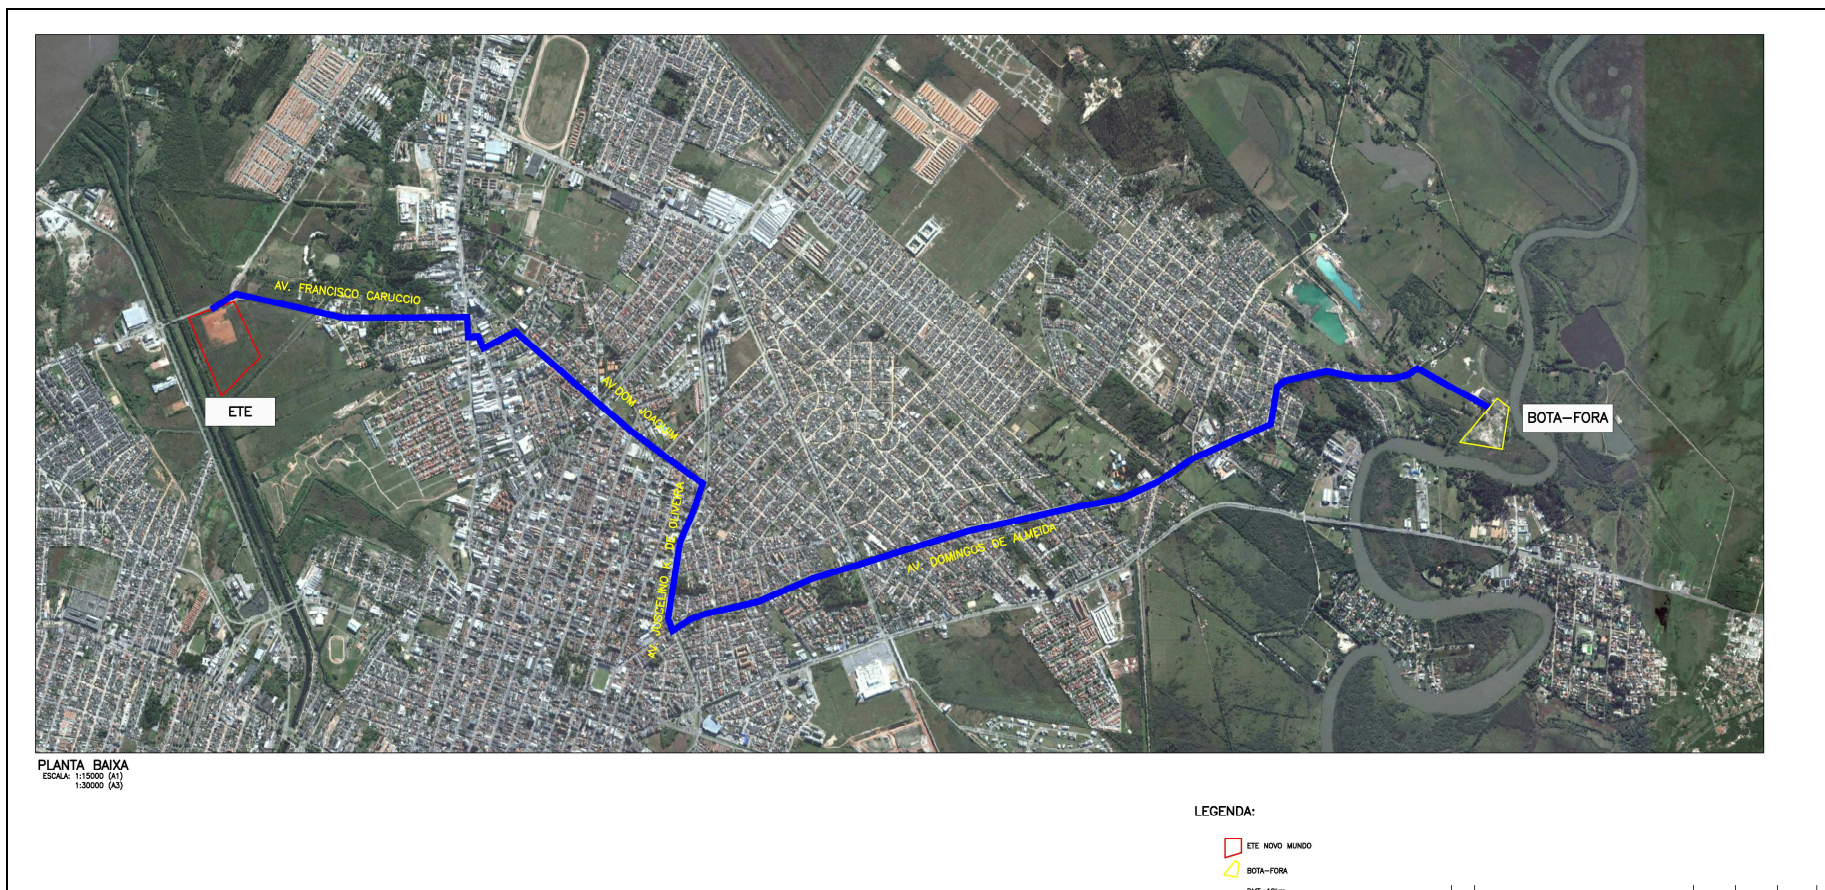 AV. FRANCISCO CARUCCIO
ETE
AV.DOM JOAQUIM
BOTA-FORA
AV. JUSCELINO K. DE OLIVEIRA
AV. DOMINGOS DE ALMEIDA
PLANTA BAIXA
ESCALA: 1:15000 (A1)
1:30000 (A3)
LEGENDA:
ETE NOVO MUNDO
BOTA-FORA